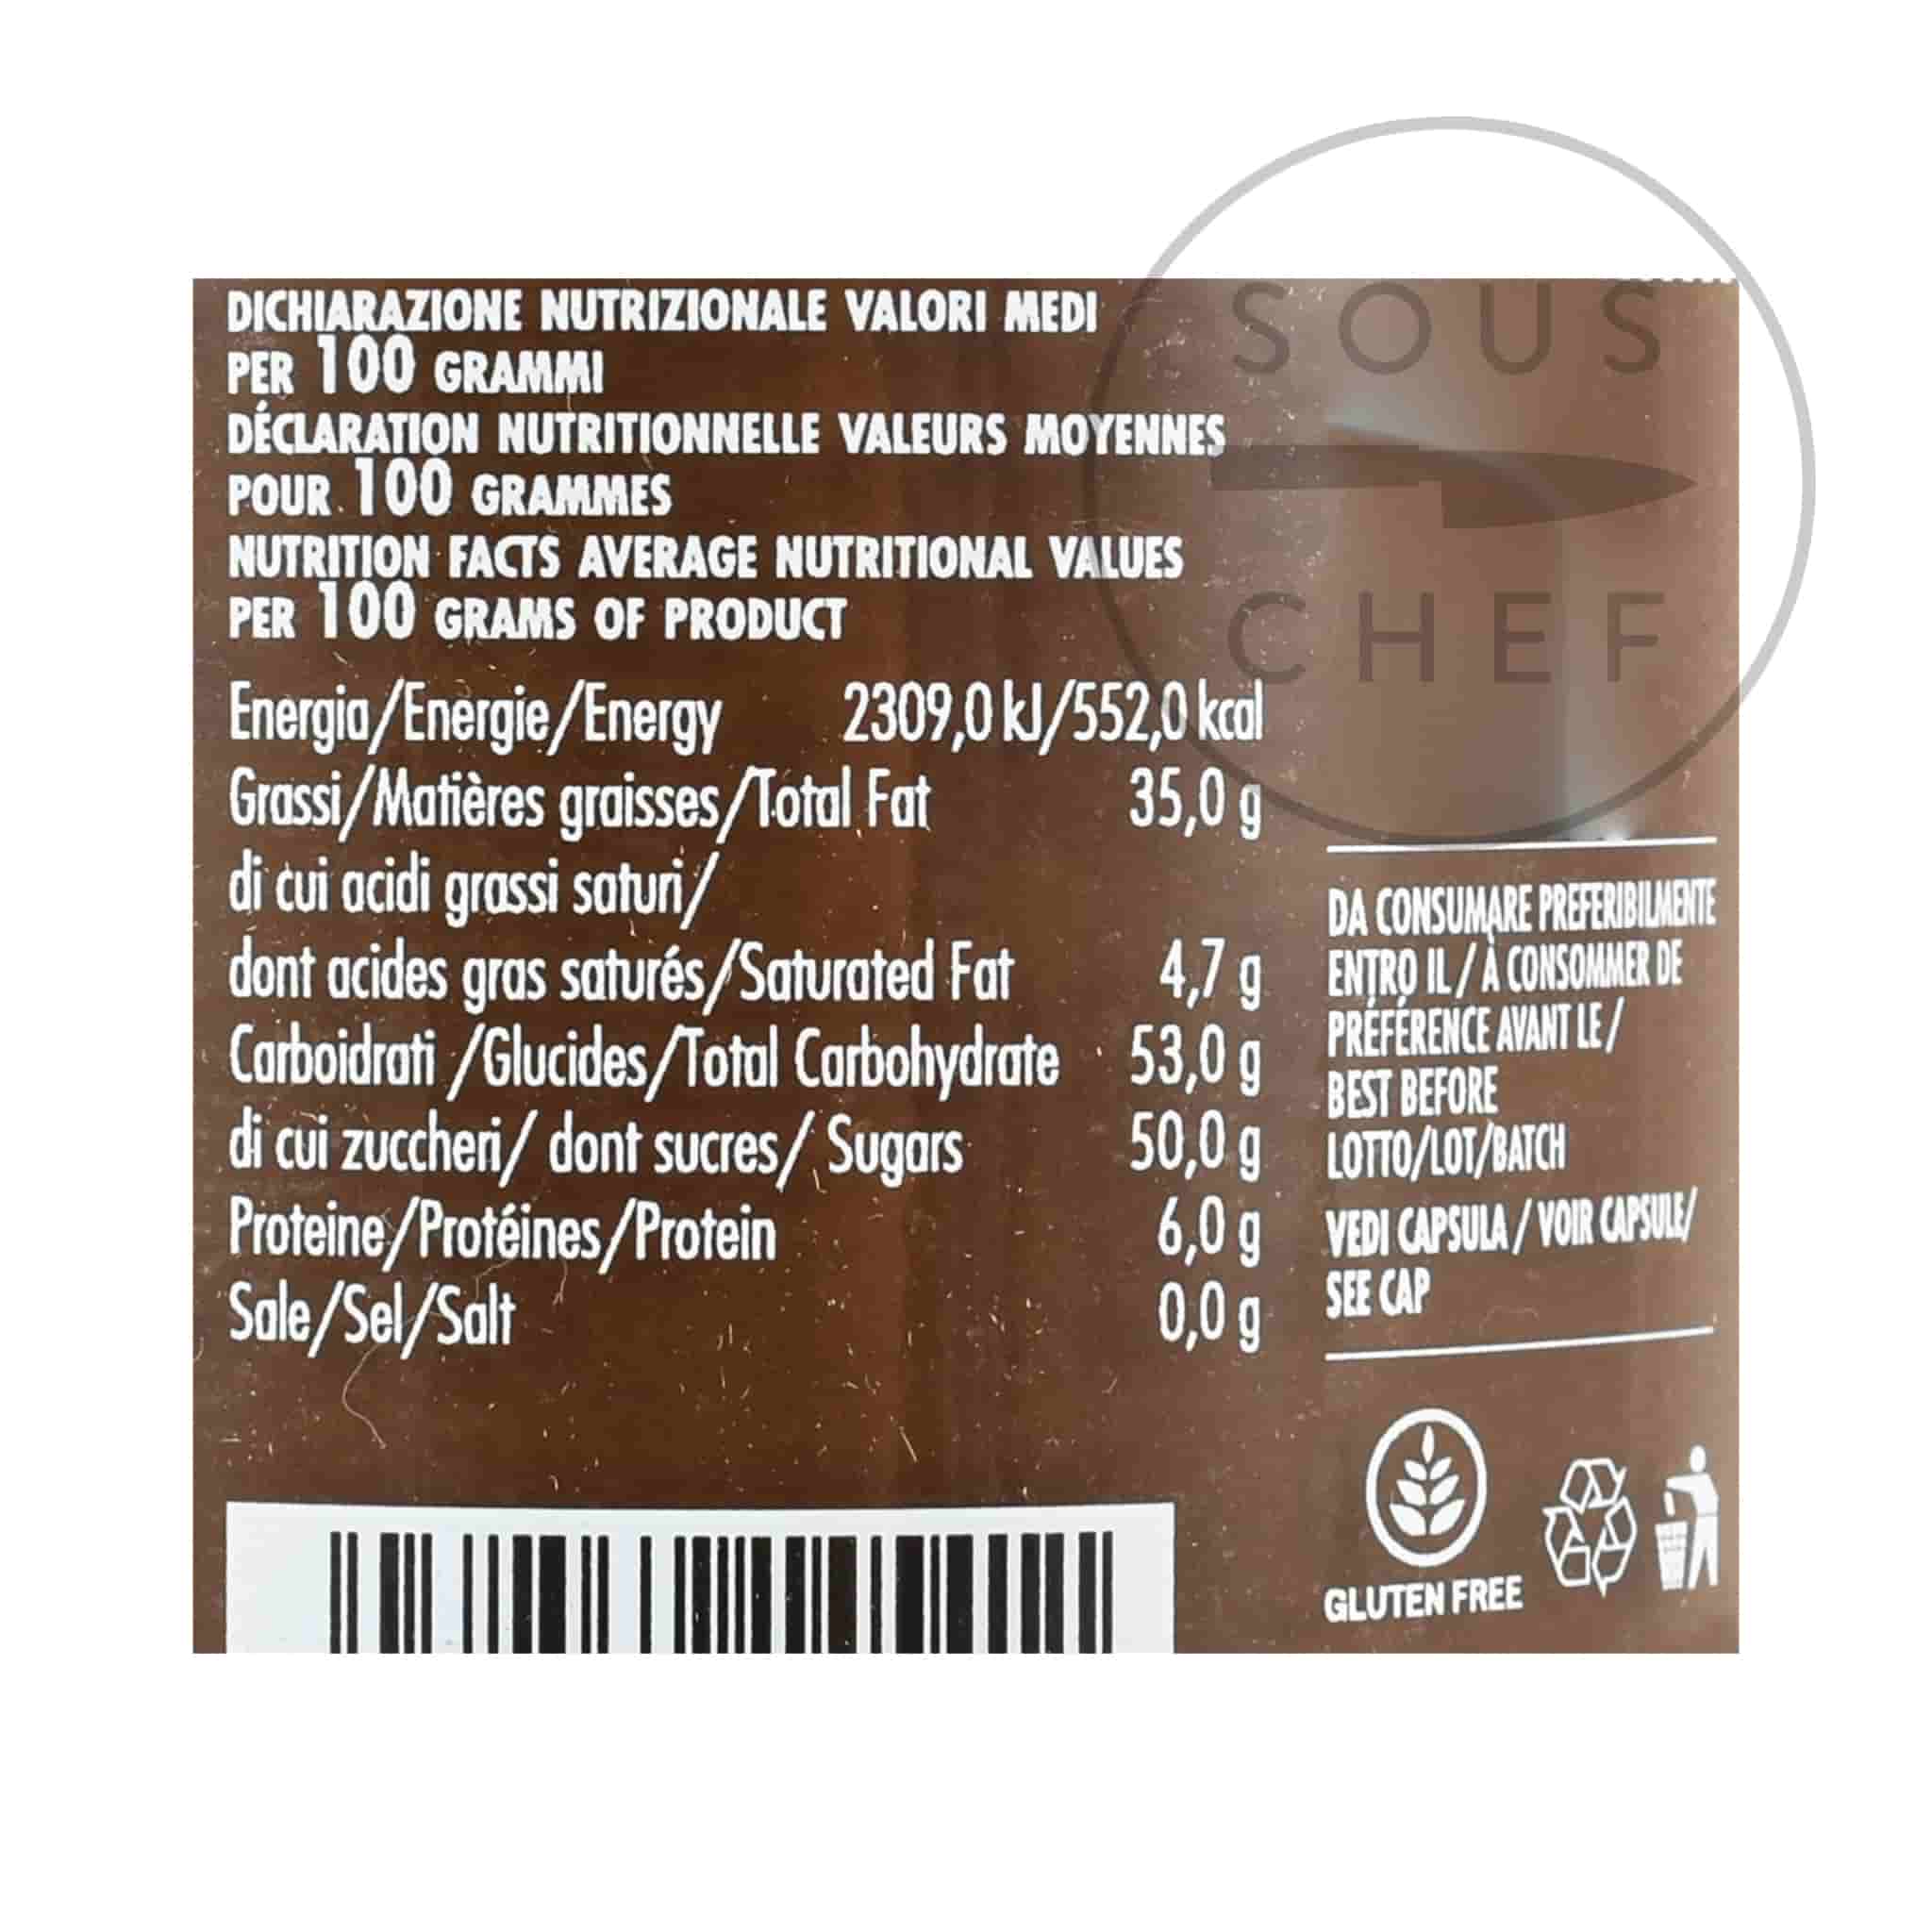 SOUS
CHEF
DICHIARAZIONE NUTRIZIONALE VALORI MEDI
PER 100 GRAMMI
DÉCLARATION NUTRITIONNELLE VALEURS MOYENNES
POUR 100 GRAMMES
NUTRITION FACTS AVERAGE NUTRITIONAL VALUES
PER 100 GRAMS OF PRODUCT
Energia/Energie/Energy 2309,0 kJ/552,0 kcal
Grassi/Matières graisses/Total Fat 35,0 g
di cui acidi grassi saturi/
dont acides gras saturés/Saturated Fat 4,7 g
Carboidrati /Glucides/Total Carbohydrate 53,0 g
di cui zuccheri/ dont sucres/ Sugars 50,0 g
Proteine/Protéines/Protein 6,0 g
Sale/Sel/Salt 0,0 g
DA CONSUMARE PREFERIBILMENTE
ENTRO IL / À CONSOMMER DE
PRÉFÉRENCE AVANT LE /
BEST BEFORE
LOTTO/LOT/BATCH
VEDI CAPSULA / VOIR CAPSULE/
SEE CAP
GLUTEN FREE